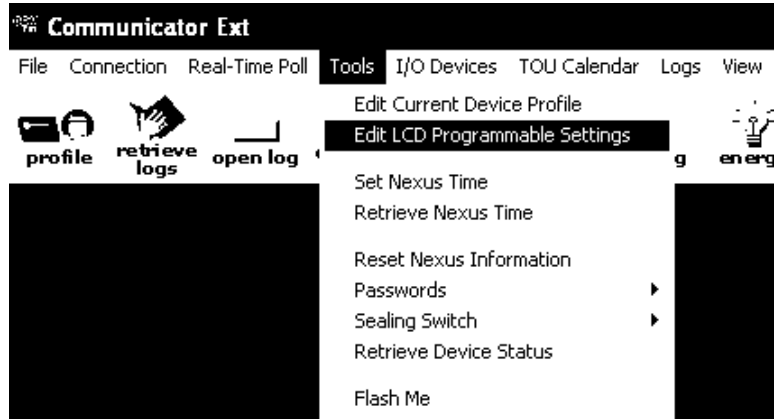 Communicator Ext
File Connection Real-Time Poll Tools I/O Devices TOU Calendar Logs View
profile
retrieve logs
open log
Edit Current Device Profile
Edit LCD Programmable Settings
Set Nexus Time
Retrieve Nexus Time
Reset Nexus Information
Passwords
Sealing Switch
Retrieve Device Status
Flash Me